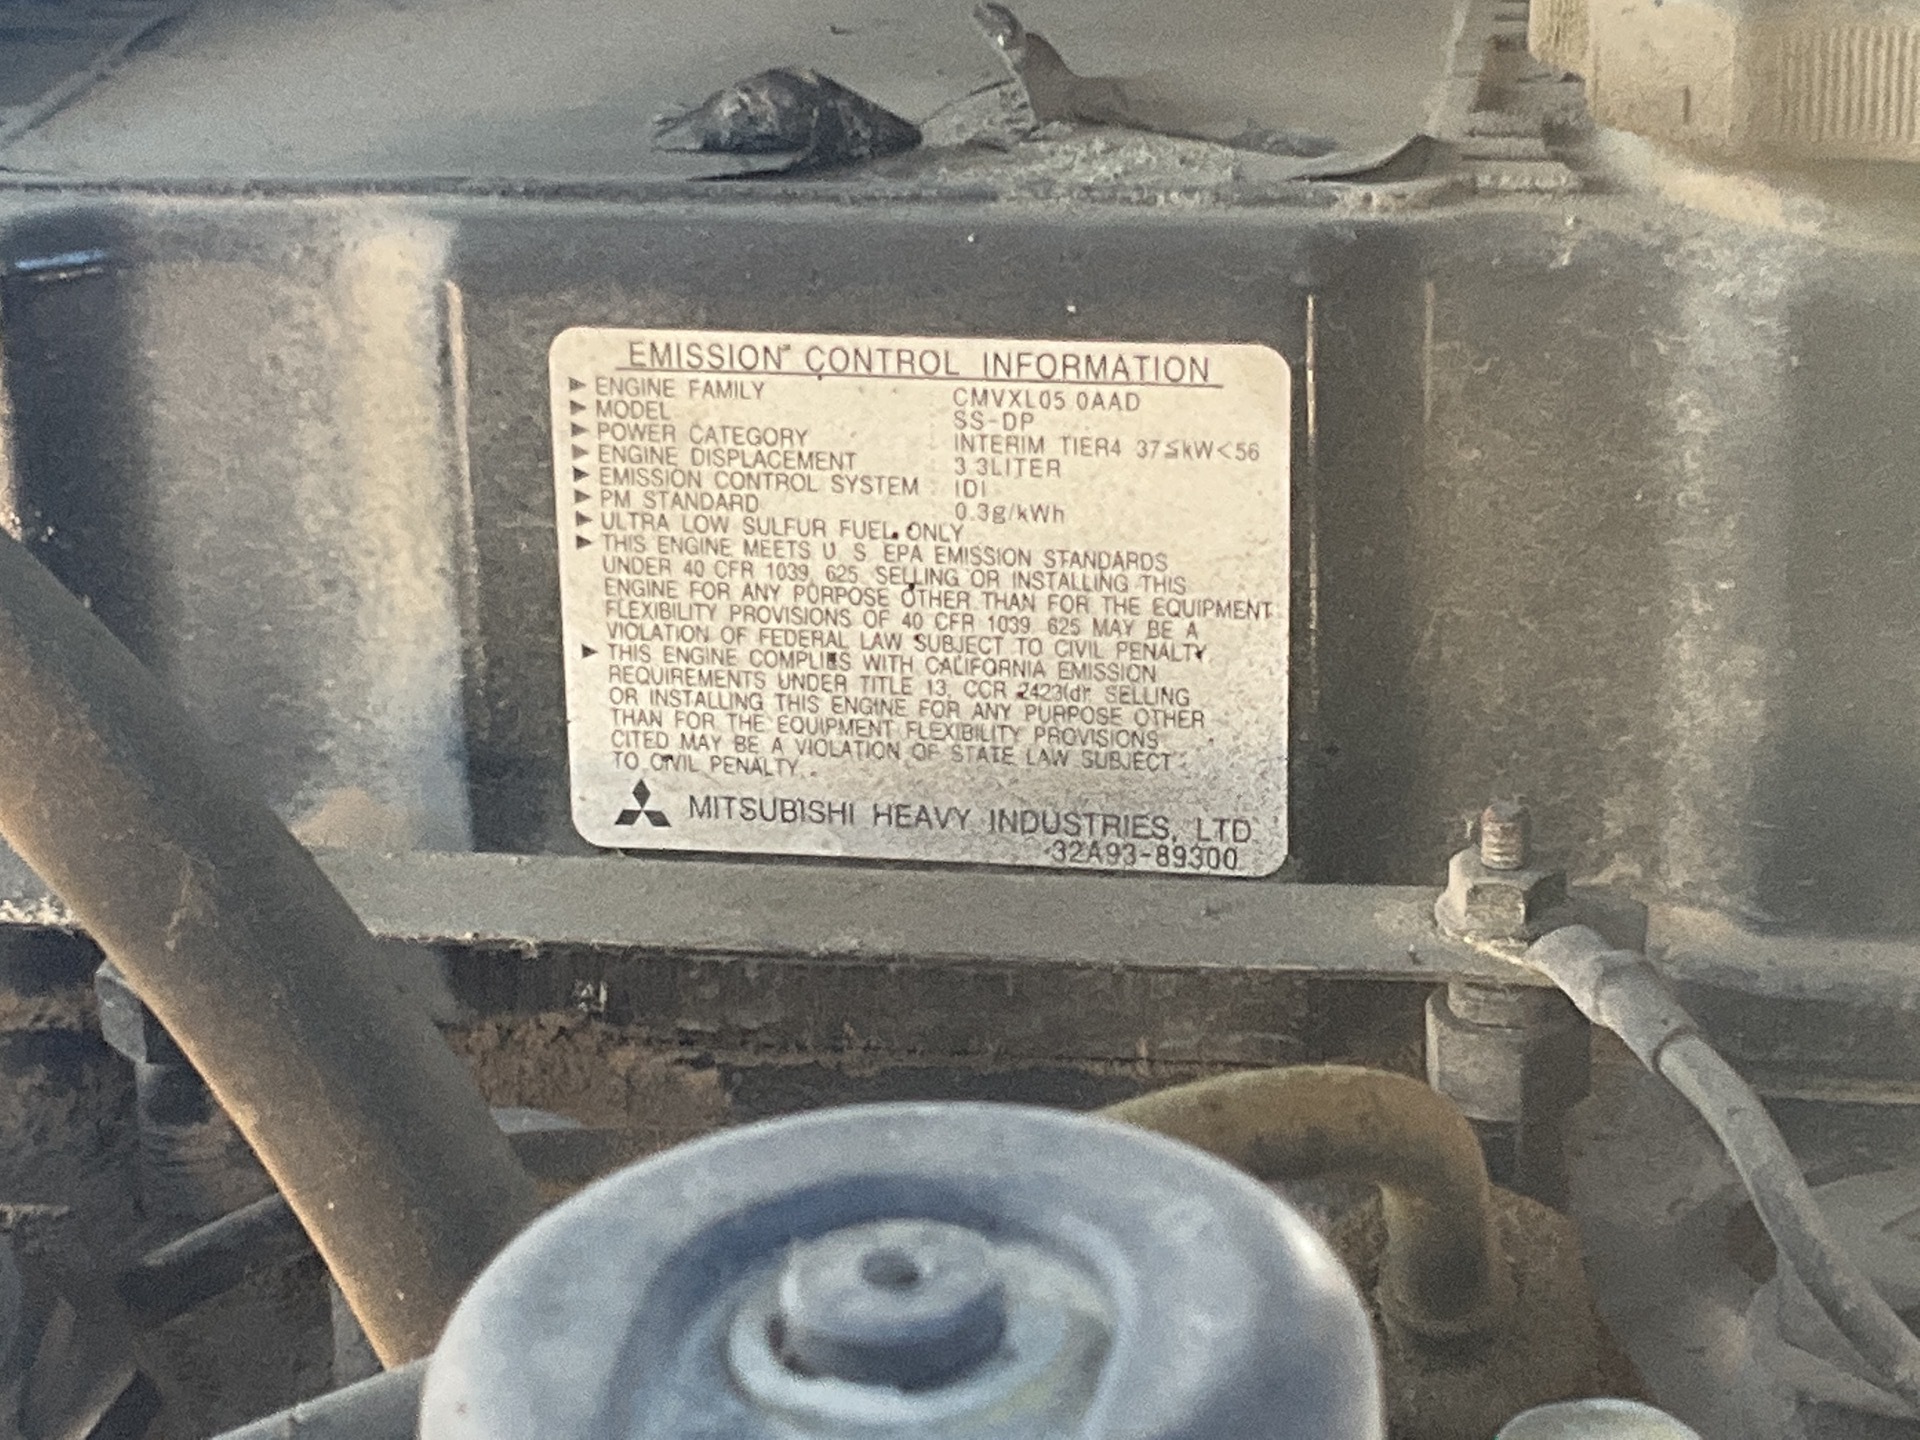 EMISSION CONTROL INFORMATION
▶ ENGINE FAMILY CMVXL05.0AAD
▶ MODEL SS-DP
▶ POWER CATEGORY INTERIM TIER4 37≤kW<56
▶ ENGINE DISPLACEMENT 3.3LITER
▶ EMISSION CONTROL SYSTEM IDI
▶ PM STANDARD 0.3g/kWh
▶ ULTRA LOW SULFUR FUEL ONLY
▶ THIS ENGINE MEETS U.S. EPA EMISSION STANDARDS
UNDER 40 CFR 1039.625. SELLING OR INSTALLING THIS
ENGINE FOR ANY PURPOSE OTHER THAN FOR THE EQUIPMENT
FLEXIBILITY PROVISIONS OF 40 CFR 1039.625 MAY BE A
VIOLATION OF FEDERAL LAW SUBJECT TO CIVIL PENALTY
▶ THIS ENGINE COMPLIES WITH CALIFORNIA EMISSION
REQUIREMENTS UNDER TITLE 13, CCR 2423(d). SELLING
OR INSTALLING THIS ENGINE FOR ANY PURPOSE OTHER
THAN FOR THE EQUIPMENT FLEXIBILITY PROVISIONS
CITED MAY BE A VIOLATION OF STATE LAW SUBJECT
TO CIVIL PENALTY.
MITSUBISHI HEAVY INDUSTRIES, LTD.
32A93-89300